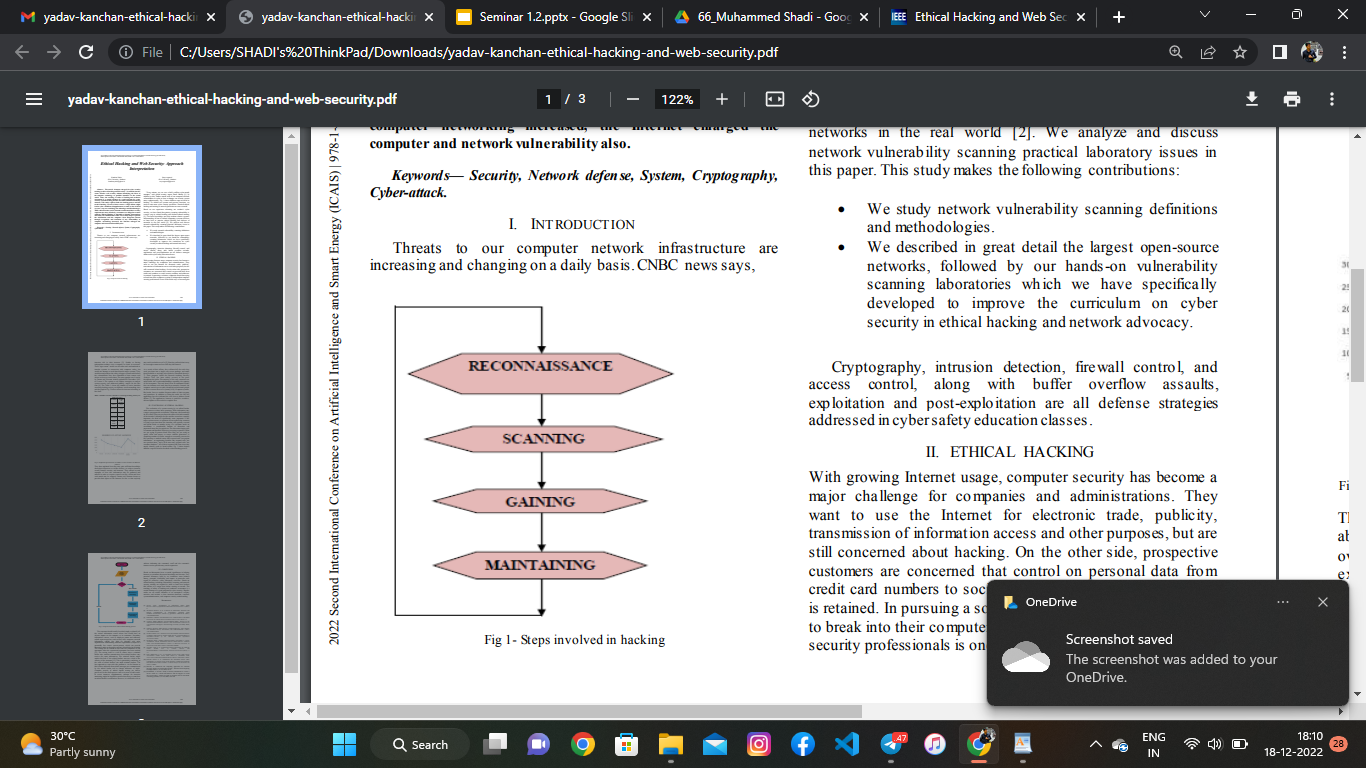 yadav-kanchan-ethical-hacki
yadav-kanchan-ethical-hacki
Seminar 1.2.pptx - Google Sli
66_Muhammed Shadi - Goog
IEEE
Ethical Hacking and Web Sec
File
C:/Users/SHADI's%20ThinkPad/Downloads/yadav-kanchan-ethical-hacking-and-web-security.pdf
yadav-kanchan-ethical-hacking-and-web-security.pdf
1 / 3
122%
Ethical Hacking and Web Security: Approach
Interpretation
1
2
2022 Second International Conference on Artificial Intelligence and Smart Energy (ICAIS) | 978-1-
computer networking increased, the internet enlarged the
computer and network vulnerability also.
Keywords— Security, Network defense, System, Cryptography,
Cyber-attack.
I. INTRODUCTION
Threats to our computer network infrastructure are
increasing and changing on a daily basis. CNBC news says,
RECONNAISSANCE
SCANNING
GAINING
MAINTAINING
Fig 1- Steps involved in hacking
networks in the real world [2]. We analyze and discuss
network vulnerability scanning practical laboratory issues in
this paper. This study makes the following contributions:
• We study network vulnerability scanning definitions
and methodologies.
• We described in great detail the largest open-source
networks, followed by our hands-on vulnerability
scanning laboratories which we have specifically
developed to improve the curriculum on cyber
security in ethical hacking and network advocacy.
Cryptography, intrusion detection, firewall control, and
access control, along with buffer overflow assaults,
exploitation and post-exploitation are all defense strategies
addressed in cyber safety education classes.
II. ETHICAL HACKING
With growing Internet usage, computer security has become a
major challenge for companies and administrations. They
want to use the Internet for electronic trade, publicity,
transmission of information access and other purposes, but are
still concerned about hacking. On the other side, prospective
customers are concerned that control on personal data from
credit card numbers to soc
is retained. In pursuing a so
to break into their compute
security professionals is on
OneDrive
Screenshot saved
The screenshot was added to your
OneDrive.
30°C
Partly sunny
Search
47
ENG
IN
18:10
18-12-2022
28